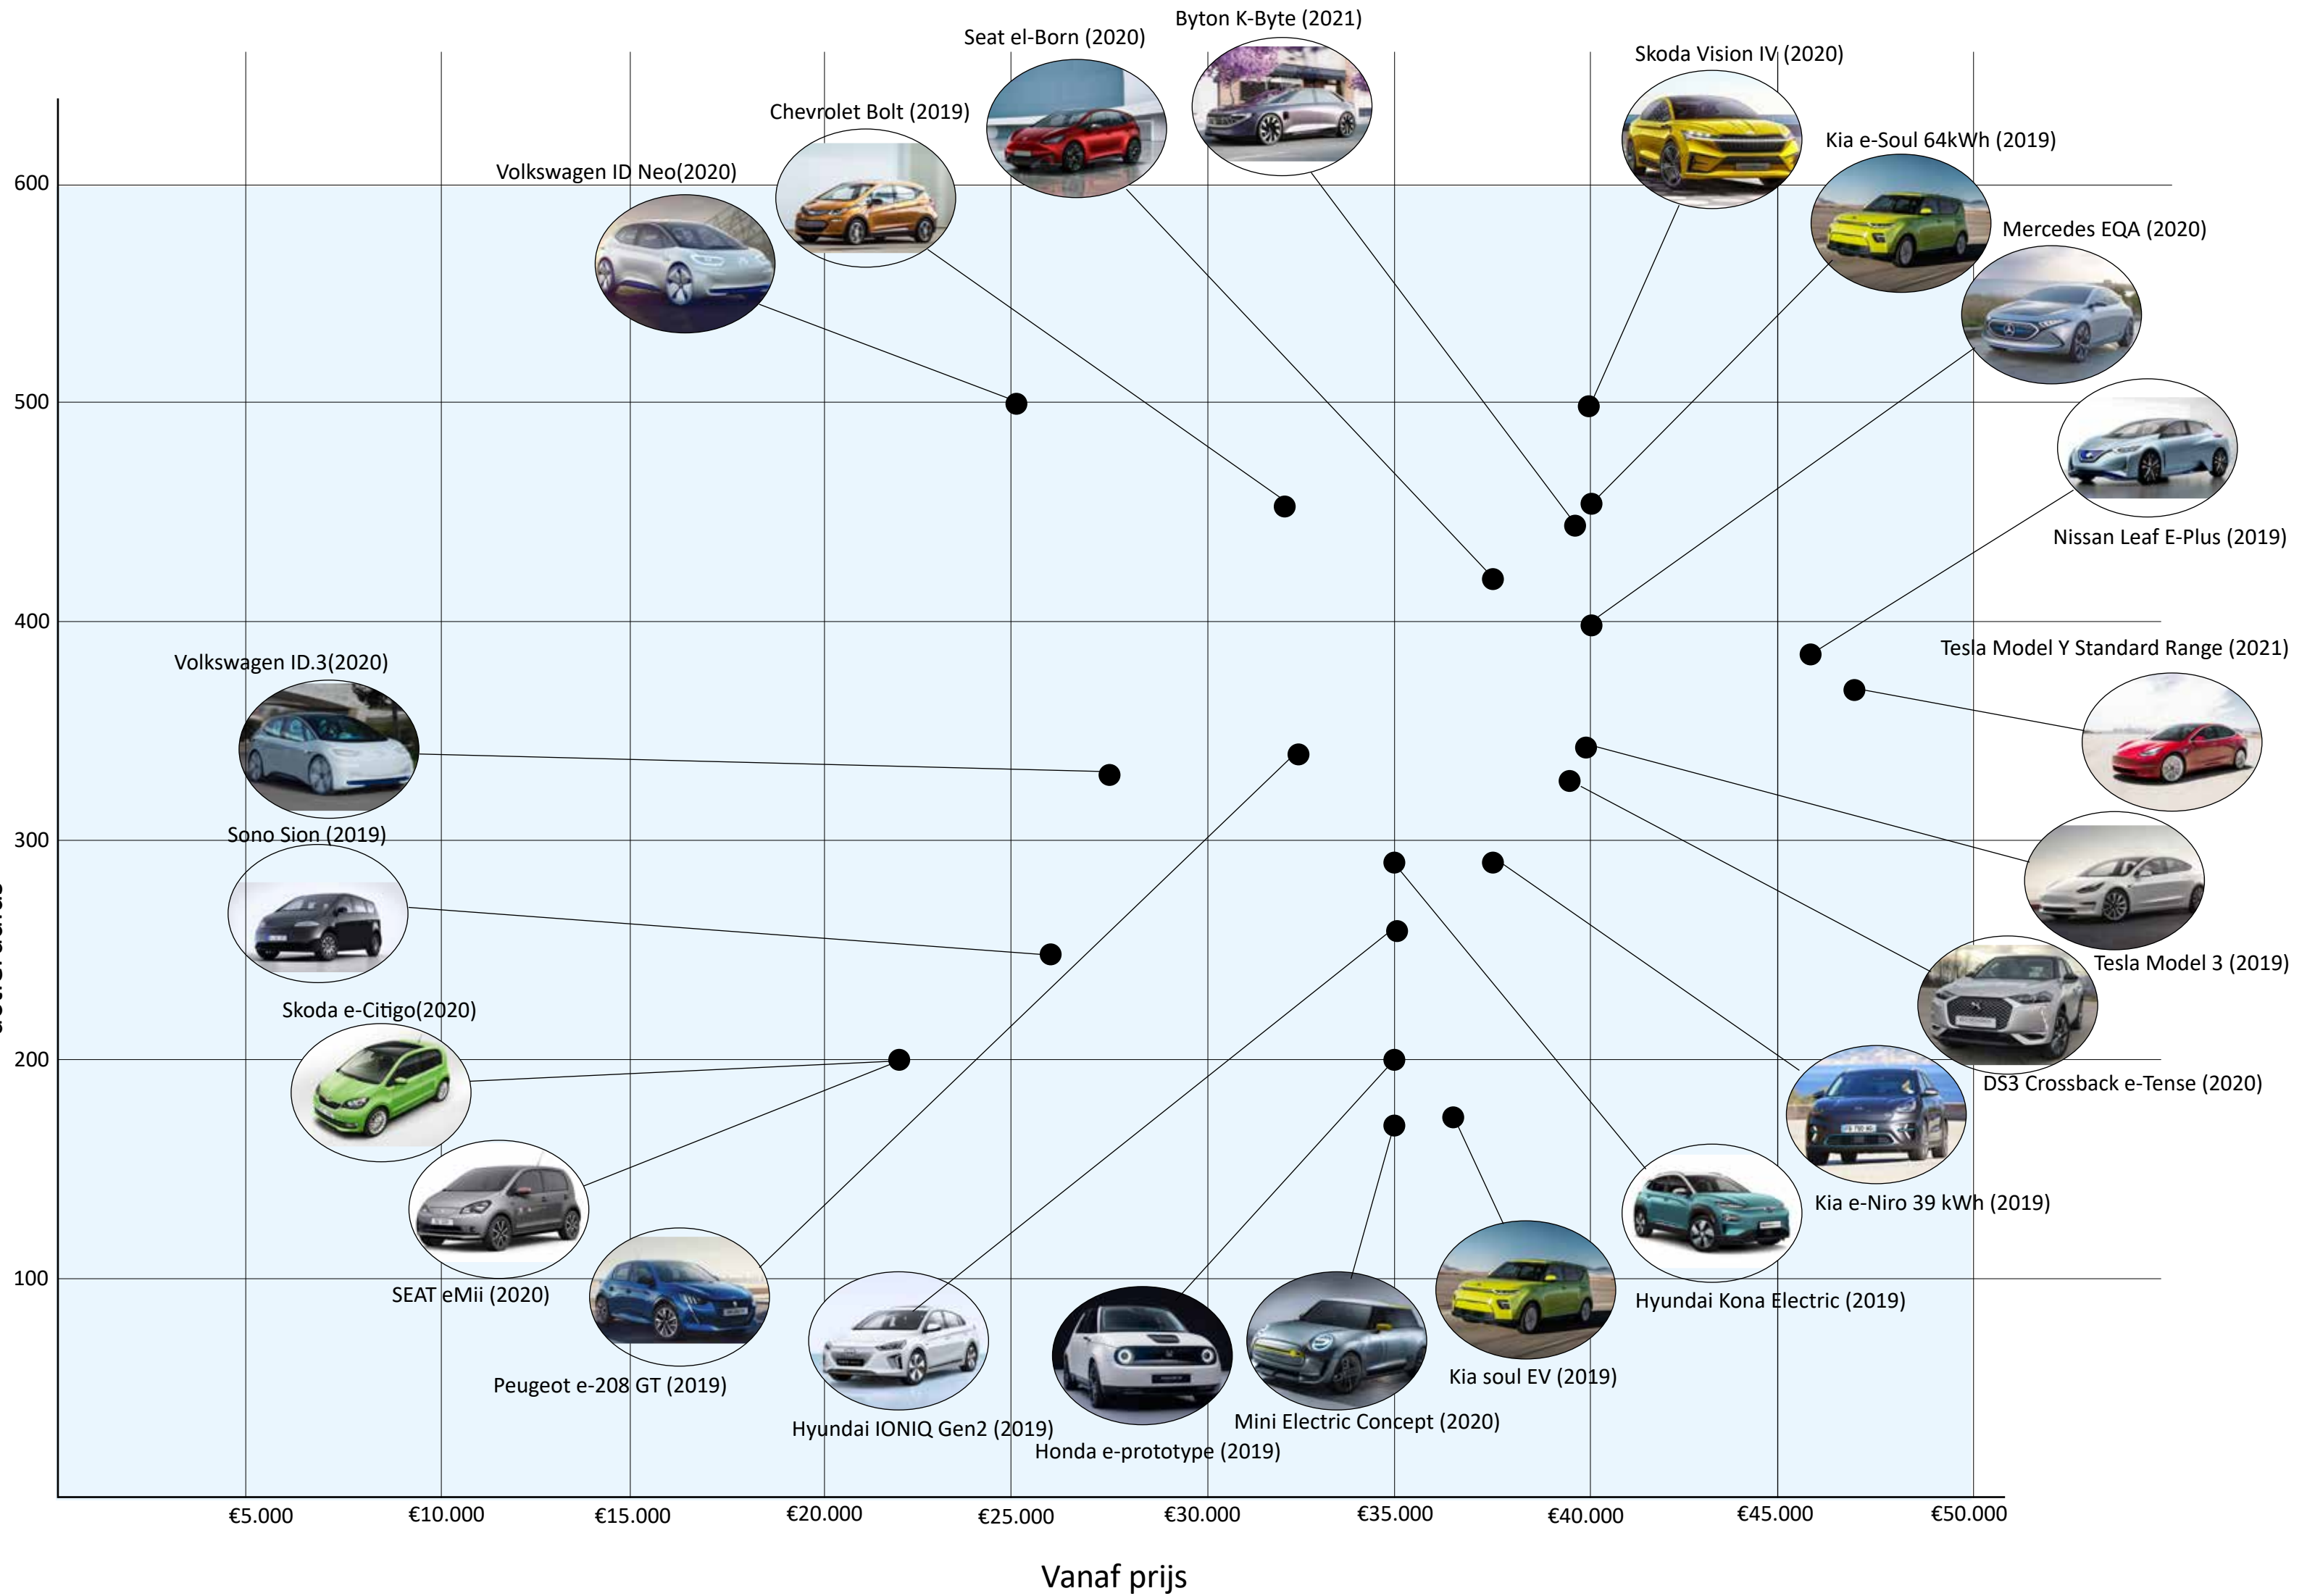 Byton K-Byte (2021)
Seat el-Born (2020)
Skoda Vision IV (2020)
Chevrolet Bolt (2019)
Kia e-Soul 64kWh (2019)
Volkswagen ID Neo(2020)
600
Mercedes EQA (2020)
500
Nissan Leaf E-Plus (2019)
400
Tesla Model Y Standard Range (2021)
Volkswagen ID.3(2020)
Sono Sion (2019)
300
Tesla Model 3 (2019)
Skoda e-Citigo(2020)
200
DS3 Crossback e-Tense (2020)
Kia e-Niro 39 kWh (2019)
100
SEAT eMii (2020)
Hyundai Kona Electric (2019)
Peugeot e-208 GT (2019)
Kia soul EV (2019)
Hyundai IONIQ Gen2 (2019)
Mini Electric Concept (2020)
Honda e-prototype (2019)
€5.000
€10.000
€15.000
€20.000
€25.000
€30.000
€35.000
€40.000
€45.000
€50.000
Vanaf prijs